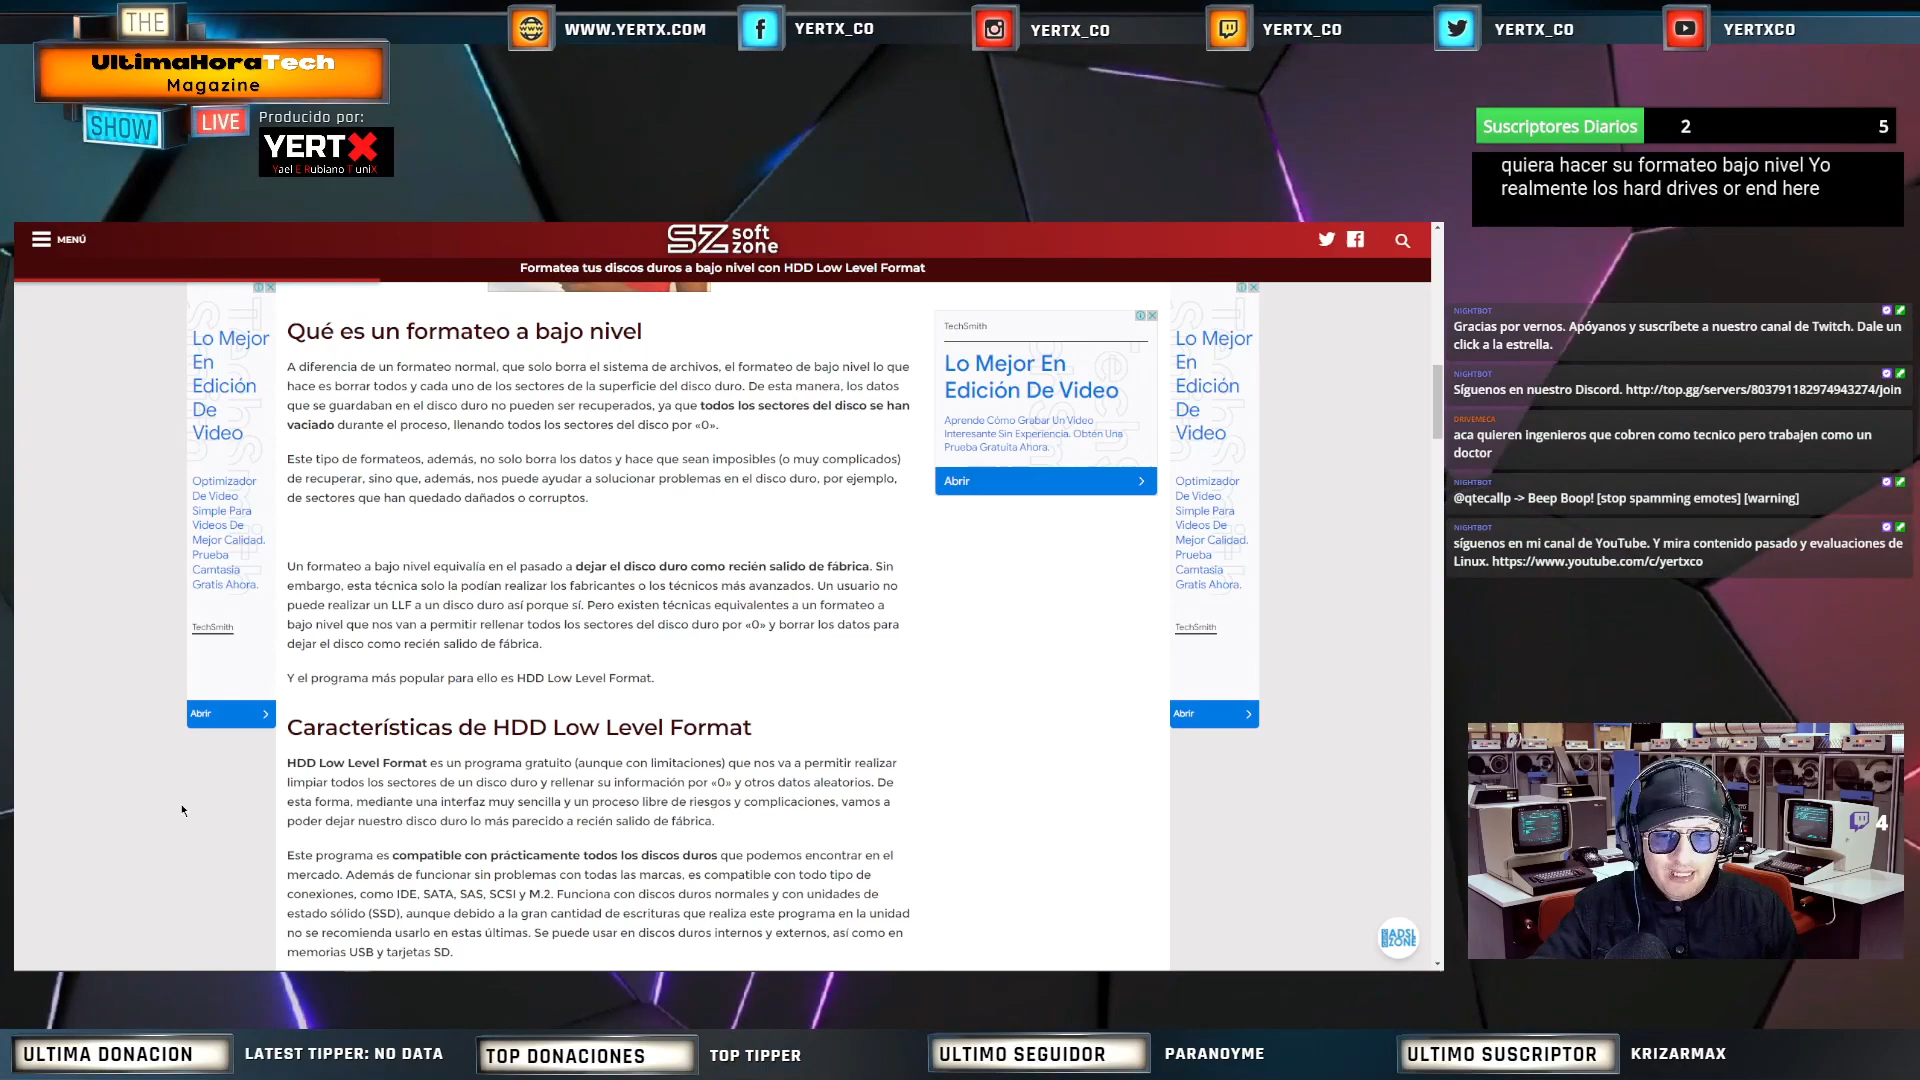 THE
UltimaHoraTech
Magazine
SHOW
LIVE
Producido por:
YERTX
Yael E Rubiano T uniX
WWW.YERTX.COM
YERTX_CO
YERTX_CO
YERTX_CO
YERTX_CO
YERTXCO
Suscriptores Diarios 2 5
quiera hacer su formateo bajo nivel Yo
realmente los hard drives or end here
MENÚ
SZ soft
zone
Formatea tus discos duros a bajo nivel con HDD Low Level Format
Lo Mejor
En
Edición
De
Video
Optimizador
De Video
Simple Para
Videos De
Mejor Calidad.
Prueba
Camtasia
Gratis Ahora.
TechSmith
Abrir
Qué es un formateo a bajo nivel
A diferencia de un formateo normal, que solo borra el sistema de archivos, el formateo de bajo nivel lo que
hace es borrar todos y cada uno de los sectores de la superficie del disco duro. De esta manera, los datos
que se guardaban en el disco duro no pueden ser recuperados, ya que todos los sectores del disco se han
vaciado durante el proceso, llenando todos los sectores del disco por «0».
Este tipo de formateos, además, no solo borra los datos y hace que sean imposibles (o muy complicados)
de recuperar, sino que, además, nos puede ayudar a solucionar problemas en el disco duro, por ejemplo,
de sectores que han quedado dañados o corruptos.
Un formateo a bajo nivel equivalía en el pasado a dejar el disco duro como recién salido de fábrica. Sin
embargo, esta técnica solo la podían realizar los fabricantes o los técnicos más avanzados. Un usuario no
puede realizar un LLF a un disco duro así porque sí. Pero existen técnicas equivalentes a un formateo a
bajo nivel que nos van a permitir rellenar todos los sectores del disco duro por «0» y borrar los datos para
dejar el disco como recién salido de fábrica.
Y el programa más popular para ello es HDD Low Level Format.
Características de HDD Low Level Format
HDD Low Level Format es un programa gratuito (aunque con limitaciones) que nos va a permitir realizar
limpiar todos los sectores de un disco duro y rellenar su información por «0» y otros datos aleatorios. De
esta forma, mediante una interfaz muy sencilla y un proceso libre de riesgos y complicaciones, vamos a
poder dejar nuestro disco duro lo más parecido a recién salido de fábrica.
Este programa es compatible con prácticamente todos los discos duros que podemos encontrar en el
mercado. Además de funcionar sin problemas con todas las marcas, es compatible con todo tipo de
conexiones, como IDE, SATA, SAS, SCSI y M.2. Funciona con discos duros normales y con unidades de
estado sólido (SSD), aunque debido a la gran cantidad de escrituras que realiza este programa en la unidad
no se recomienda usarlo en estas últimas. Se puede usar en discos duros internos y externos, así como en
memorias USB y tarjetas SD.
TechSmith
Lo Mejor En
Edición De Video
Aprende Cómo Grabar Un Video
Interesante Sin Experiencia. Obtén Una
Prueba Gratuita Ahora.
Abrir
Lo Mejor
En
Edición
De
Video
Optimizador
De Video
Simple Para
Videos De
Mejor Calidad.
Prueba
Camtasia
Gratis Ahora.
TechSmith
Abrir
ADSL
ZONE
NIGHTBOT
Gracias por vernos. Apóyanos y suscríbete a nuestro canal de Twitch. Dale un
click a la estrella.
NIGHTBOT
Síguenos en nuestro Discord. http://top.gg/servers/803791182974943274/join
DRIVEMECA
aca quieren ingenieros que cobren como tecnico pero trabajen como un
doctor
NIGHTBOT
@qtecallp -> Beep Boop! [stop spamming emotes] [warning]
NIGHTBOT
síguenos en mi canal de YouTube. Y mira contenido pasado y evaluaciones de
Linux. https://www.youtube.com/c/yertxco
4
ULTIMA DONACION
LATEST TIPPER: NO DATA
TOP DONACIONES
TOP TIPPER
ULTIMO SEGUIDOR
PARANOYME
ULTIMO SUSCRIPTOR
KRIZARMAX